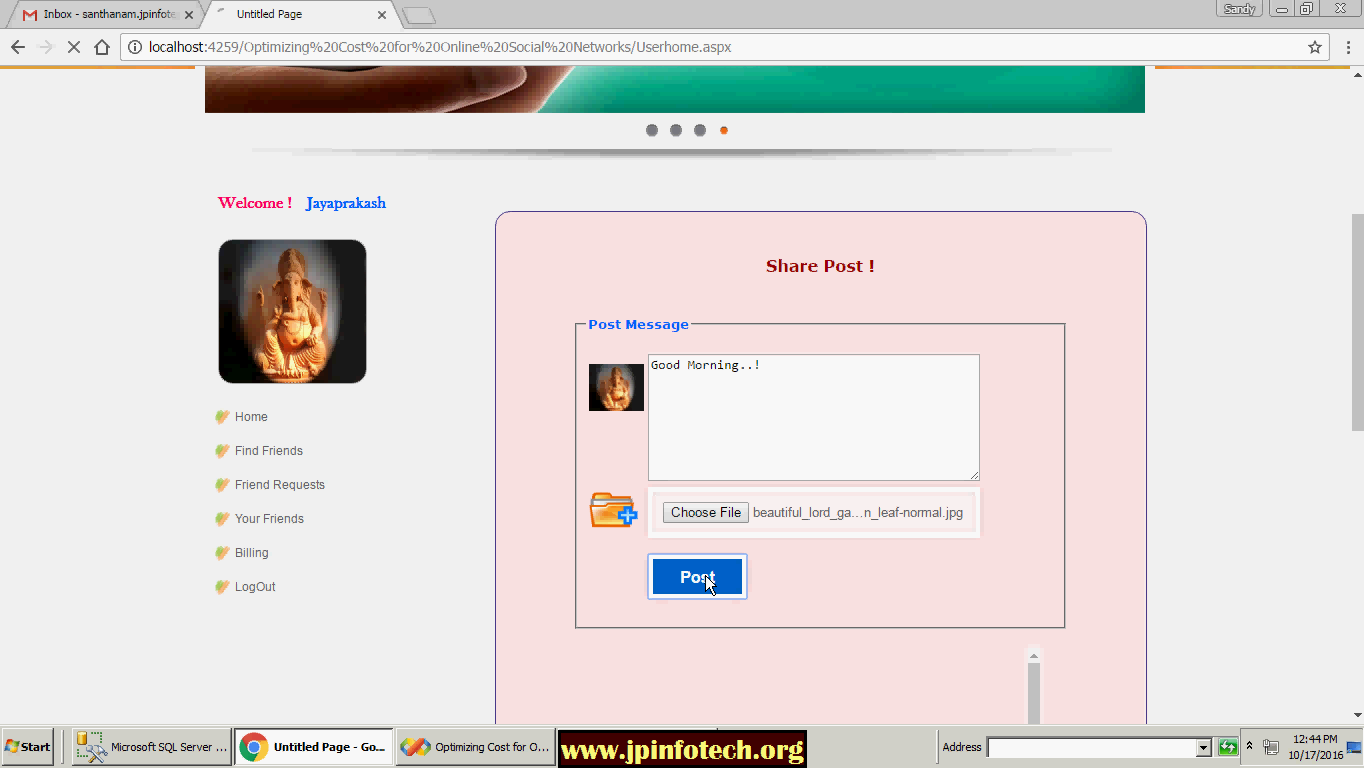 Inbox - santhanam.jpinfote
Untitled Page
Sandy
localhost:4259/Optimizing%20Cost%20for%20Online%20Social%20Networks/Userhome.aspx
Welcome ! Jayaprakash
Share Post !
Post Message
Good Morning..!
Choose File beautiful_lord_ga...n_leaf-normal.jpg
Post
Home
Find Friends
Friend Requests
Your Friends
Billing
LogOut
Start
Microsoft SQL Server ...
Untitled Page - Go...
Optimizing Cost for O...
www.jpinfotech.org
Address
12:44 PM
10/17/2016